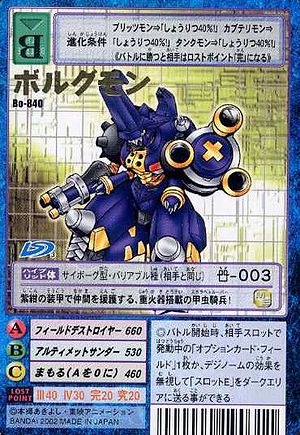 B
進化条件
ブリッツモン⇒「しょうりつ40%!」 カブテリモン⇒
「しょうりつ40%!」 タンクモン⇒「しょうりつ40%!」
《バトルに勝つと相手はロストポイント「完」になる》
ボルグモン
Bo-840
ハイブリッド体
サイボーグ型・バリアブル種(相手と同じ)
003
紫紺の装甲で仲間を援護する、重火器搭載の甲虫騎兵!
A フィールドデストロイヤー 660
B アルティメットサンダー 530
C まもる(Aを0に) 460
LOST POINT
Ⅲ40 Ⅳ30 完20 究20
◎バトル開始時、相手スロットで
発動中の「オプションカード・フィー
ルド」1枚か、デジノームの効果を
無視して「スロットE」をダークエリ
アに送る事ができる
©本郷あきよし・東映アニメーション
©BANDAI 2002 MADE IN JAPAN